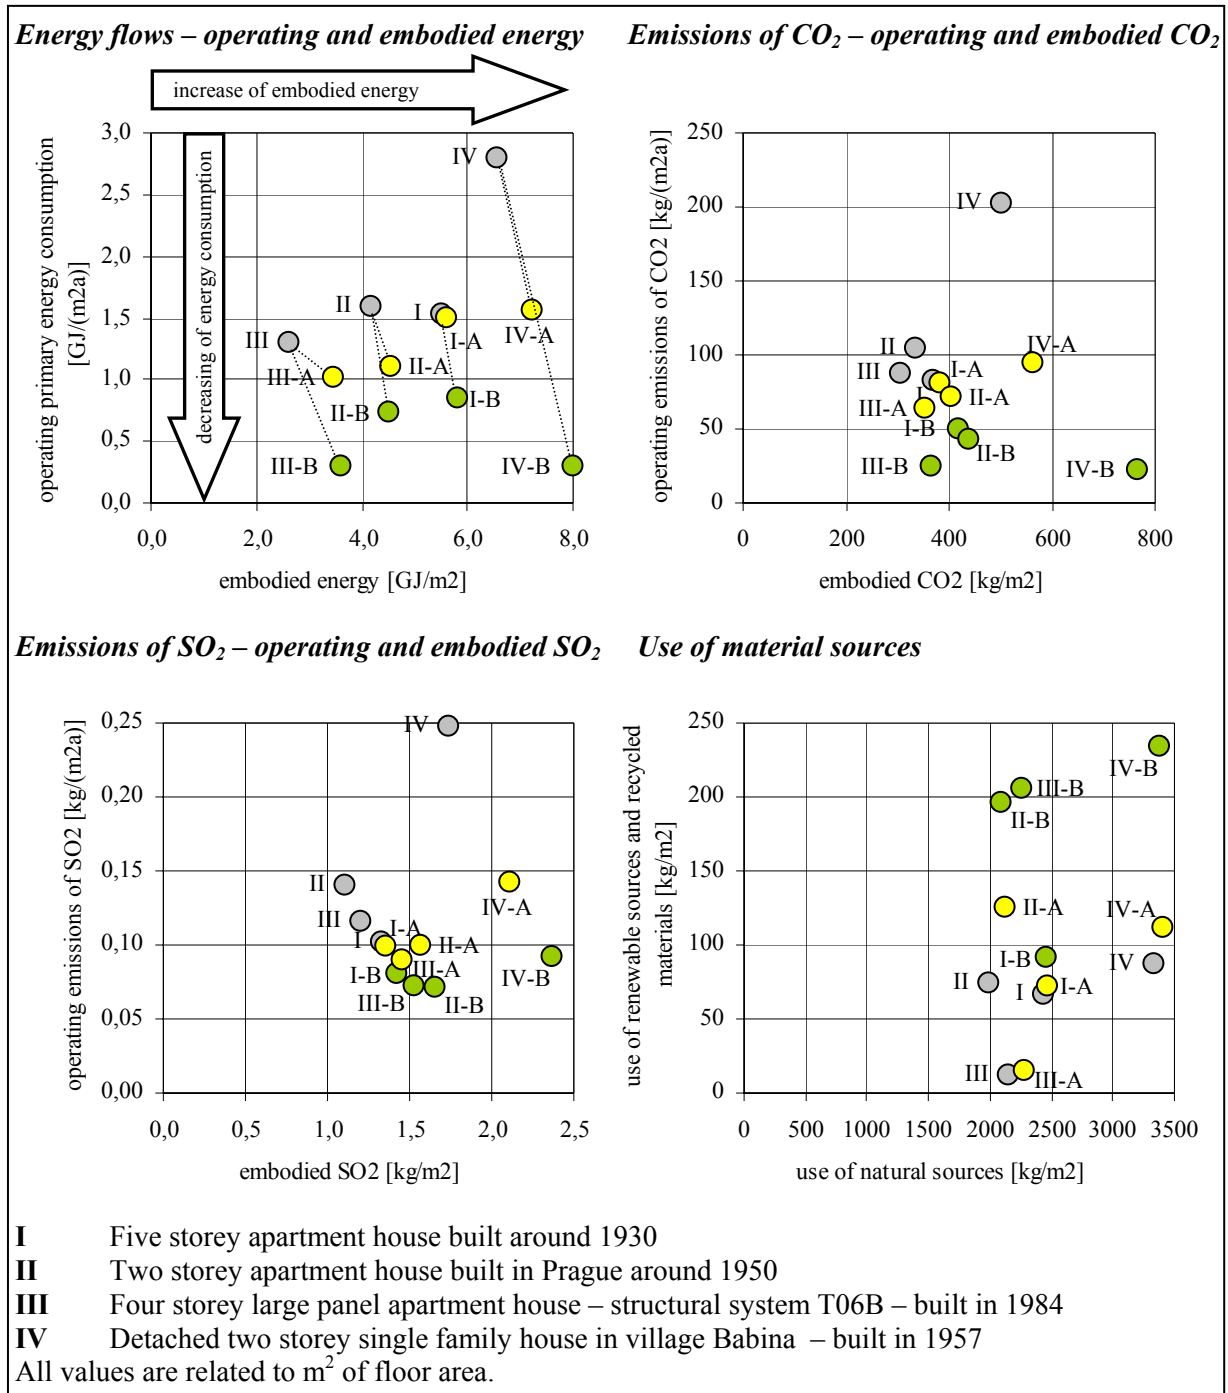 Energy flows – operating and embodied energy
increase of embodied energy
decreasing of energy consumption
operating primary energy consumption
[GJ/(m2a)]
3,0
2,5
2,0
1,5
1,0
0,5
0,0
IV
II
I
IV-A
I-A
III
II-A
III-A
I-B
II-B
III-B
IV-B
0,0 2,0 4,0 6,0 8,0
embodied energy [GJ/m2]
Emissions of CO2 – operating and embodied CO2
operating emissions of CO2 [kg/(m2a)]
250
200
150
100
50
0
IV
II
IV-A
III
I-A
I
II-A
III-A
I-B
II-B
III-B
IV-B
0 200 400 600 800
embodied CO2 [kg/m2]
Emissions of SO2 – operating and embodied SO2
operating emissions of SO2 [kg/(m2a)]
0,25
0,20
0,15
0,10
0,05
0,00
IV
II
IV-A
III
I-A
I
II-A
III-A
I-B
IV-B
III-B
II-B
0,0 0,5 1,0 1,5 2,0 2,5
embodied SO2 [kg/m2]
Use of material sources
use of renewable sources and recycled
materials [kg/m2]
250
200
150
100
50
0
IV-B
III-B
II-B
II-A
IV-A
I-B
IV
II
I
I-A
III
III-A
0 500 1000 1500 2000 2500 3000 3500
use of natural sources [kg/m2]
I Five storey apartment house built around 1930
II Two storey apartment house built in Prague around 1950
III Four storey large panel apartment house – structural system T06B – built in 1984
IV Detached two storey single family house in village Babina – built in 1957
All values are related to m2 of floor area.